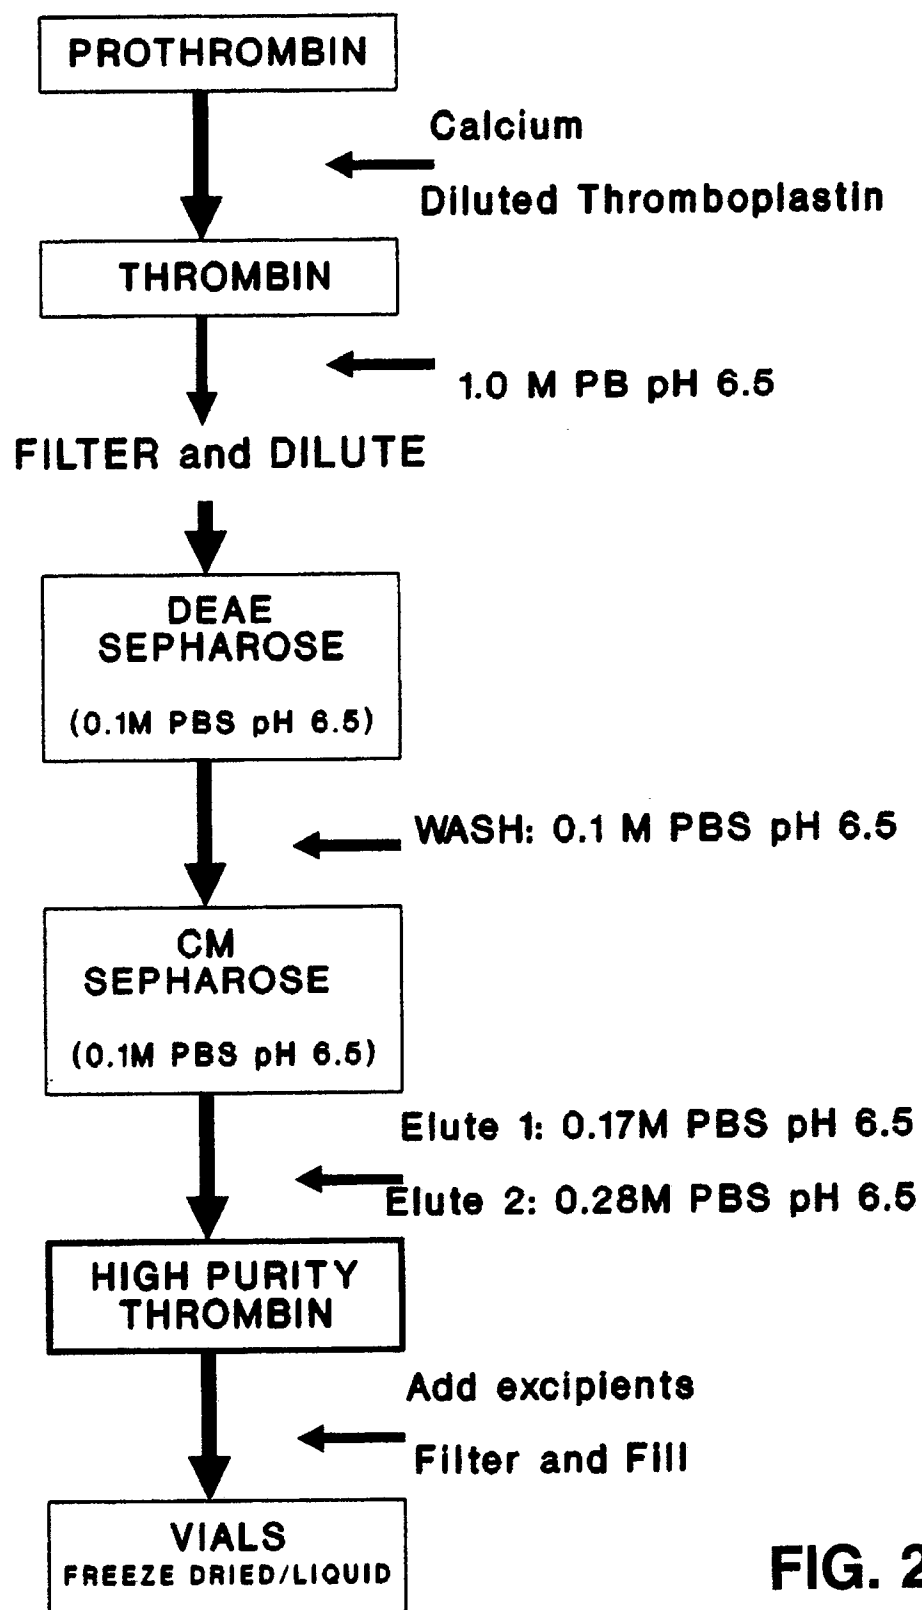 PROTHROMBIN
Calcium
Diluted Thromboplastin
THROMBIN
1.0 M PB pH 6.5
FILTER and DILUTE
DEAE
SEPHAROSE
(0.1M PBS pH 6.5)
WASH: 0.1 M PBS pH 6.5
CM
SEPHAROSE
(0.1M PBS pH 6.5)
Elute 1: 0.17M PBS pH 6.5
Elute 2: 0.28M PBS pH 6.5
HIGH PURITY
THROMBIN
Add excipients
Filter and Fill
VIALS
FREEZE DRIED/LIQUID
FIG. 2